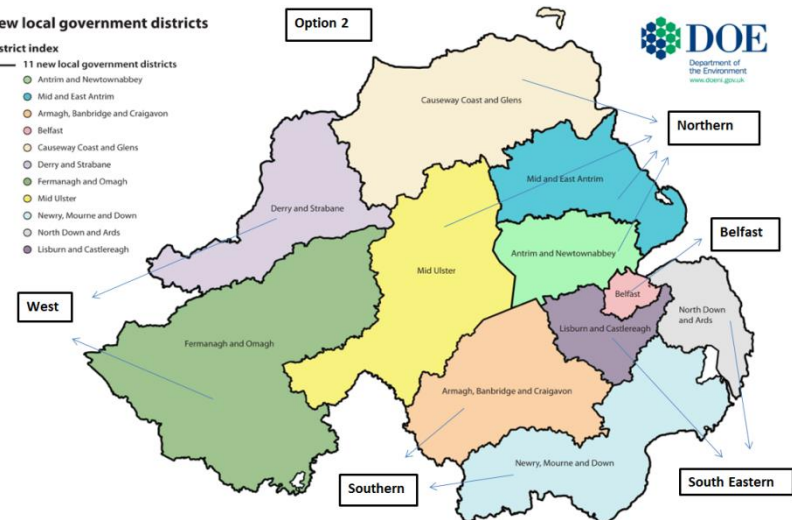 ew local government districts
Option 2
DOE
Department of
the Environment
www.doeni.gov.uk
strict index
11 new local government districts
Antrim and Newtownabbey
Mid and East Antrim
Armagh, Banbridge and Craigavon
Belfast
Causeway Coast and Glens
Derry and Strabane
Fermanagh and Omagh
Mid Ulster
Newry, Mourne and Down
North Down and Ards
Lisburn and Castlereagh
Causeway Coast and Glens
Northern
Mid and East Antrim
Derry and Strabane
Antrim and Newtownabbey
Belfast
Mid Ulster
Belfast
West
North Down
and Ards
Lisburn and Castlereagh
Fermanagh and Omagh
Armagh, Banbridge and Craigavon
Newry, Mourne and Down
Southern
South Eastern